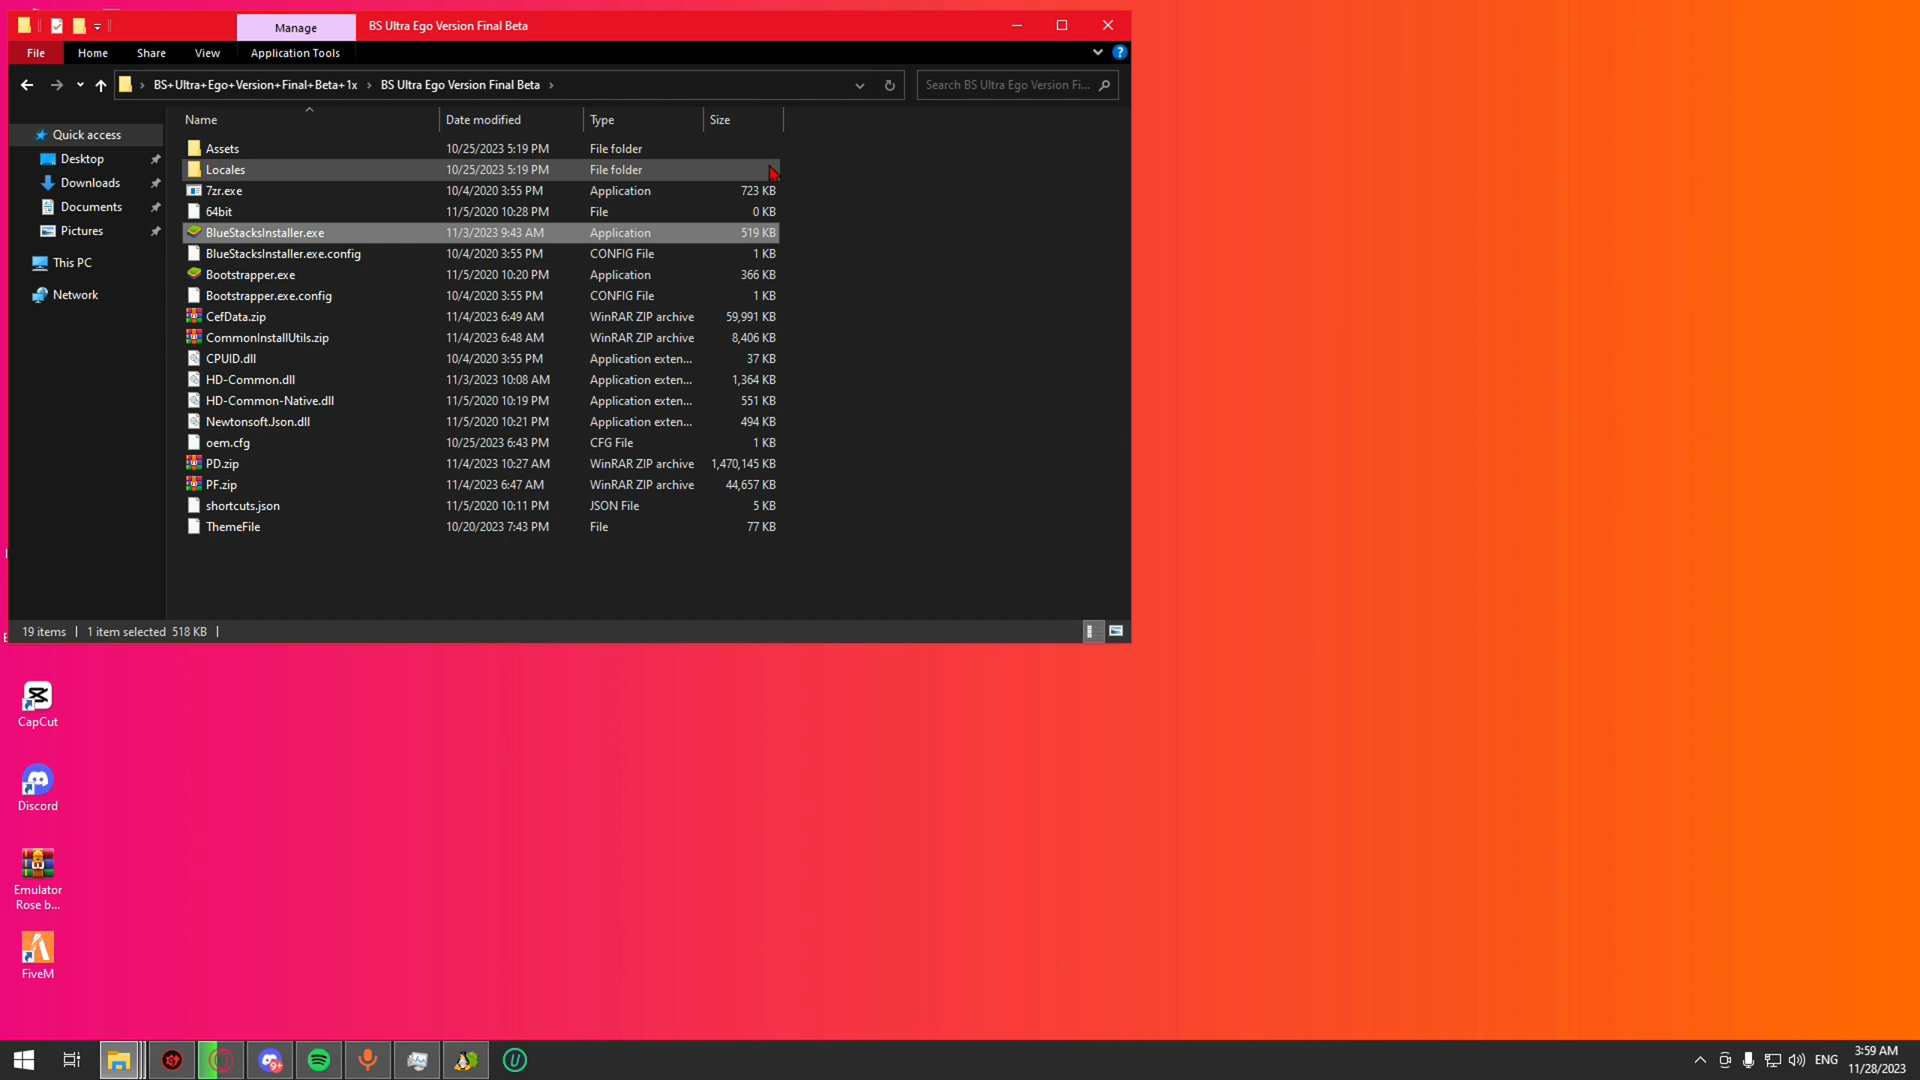 Manage
BS Ultra Ego Version Final Beta
File
Home
Share
View
Application Tools
BS+Ultra+Ego+Version+Final+Beta+1x
BS Ultra Ego Version Final Beta
Search BS Ultra Ego Version Fi...
Name
Date modified
Type
Size
Quick access
Desktop
Downloads
Documents
Pictures
This PC
Network
Assets 10/25/2023 5:19 PM File folder
Locales 10/25/2023 5:19 PM File folder
7zr.exe 10/4/2020 3:55 PM Application 723 KB
64bit 11/5/2020 10:28 PM File 0 KB
BlueStacksInstaller.exe 11/3/2023 9:43 AM Application 519 KB
BlueStacksInstaller.exe.config 10/4/2020 3:55 PM CONFIG File 1 KB
Bootstrapper.exe 11/5/2020 10:20 PM Application 366 KB
Bootstrapper.exe.config 10/4/2020 3:55 PM CONFIG File 1 KB
CefData.zip 11/4/2023 6:49 AM WinRAR ZIP archive 59,991 KB
CommonInstallUtils.zip 11/4/2023 6:48 AM WinRAR ZIP archive 8,406 KB
CPUID.dll 10/4/2020 3:55 PM Application exten... 37 KB
HD-Common.dll 11/3/2023 10:08 AM Application exten... 1,364 KB
HD-Common-Native.dll 11/5/2020 10:19 PM Application exten... 551 KB
Newtonsoft.Json.dll 11/5/2020 10:21 PM Application exten... 494 KB
oem.cfg 10/25/2023 6:43 PM CFG File 1 KB
PD.zip 11/4/2023 10:27 AM WinRAR ZIP archive 1,470,145 KB
PF.zip 11/4/2023 6:47 AM WinRAR ZIP archive 44,657 KB
shortcuts.json 11/5/2020 10:11 PM JSON File 5 KB
ThemeFile 10/20/2023 7:43 PM File 77 KB
19 items
1 item selected 518 KB
CapCut
Discord
Emulator
Rose b...
FiveM
9+
ENG
3:59 AM
11/28/2023